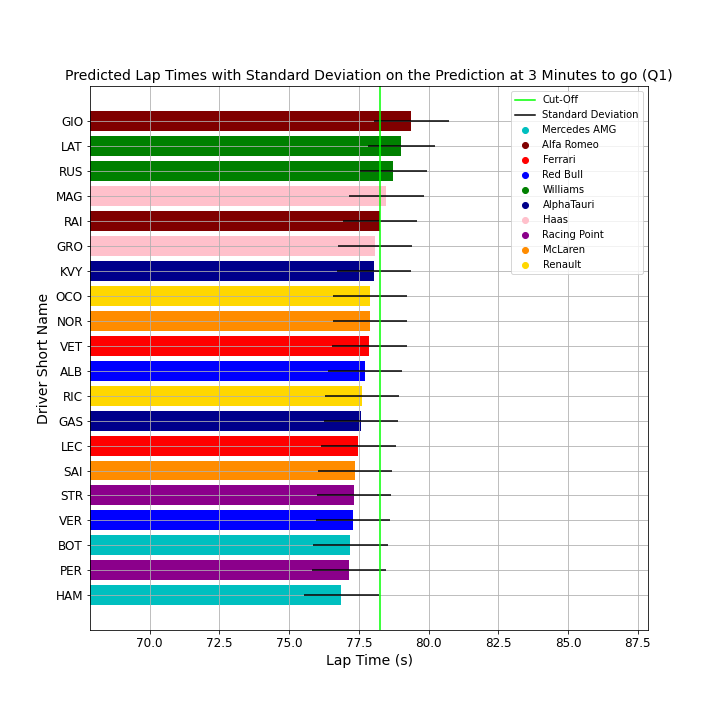 Predicted Lap Times with Standard Deviation on the Prediction at 3 Minutes to go (Q1)
Cut-Off
Standard Deviation
Mercedes AMG
Alfa Romeo
Ferrari
Red Bull
Williams
AlphaTauri
Haas
Racing Point
McLaren
Renault
Driver Short Name
GIO
LAT
RUS
MAG
RAI
GRO
KVY
OCO
NOR
VET
ALB
RIC
GAS
LEC
SAI
STR
VER
BOT
PER
HAM
70.0 72.5 75.0 77.5 80.0 82.5 85.0 87.5
Lap Time (s)